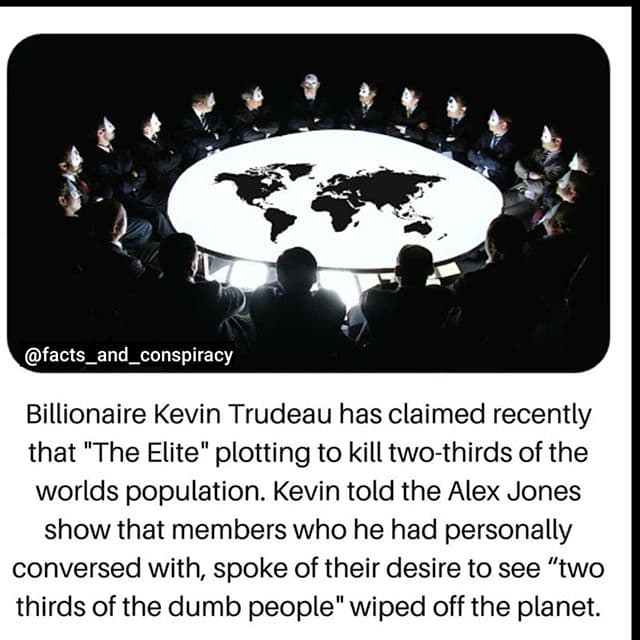 @facts_and_conspiracy
Billionaire Kevin Trudeau has claimed recently
that "The Elite" plotting to kill two-thirds of the
worlds population. Kevin told the Alex Jones
show that members who he had personally
conversed with, spoke of their desire to see “two
thirds of the dumb people" wiped off the planet.